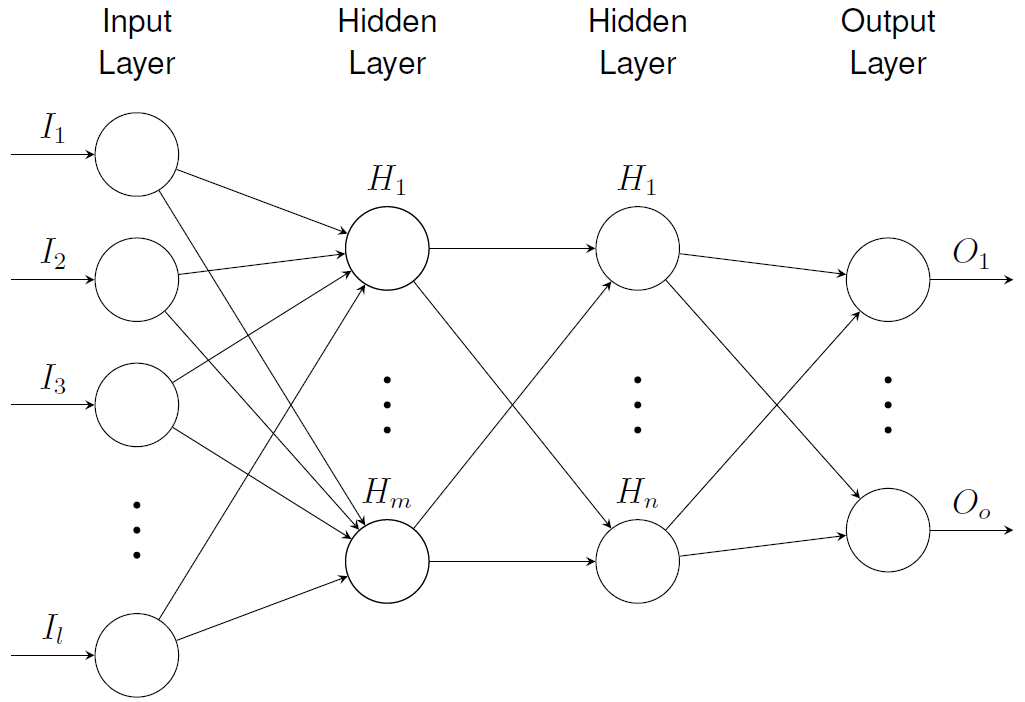 Input Layer
Hidden Layer
Hidden Layer
Output Layer
I₁
I₂
I₃
Iₗ
H₁
Hₘ
H₁
Hₙ
O₁
Oₒ